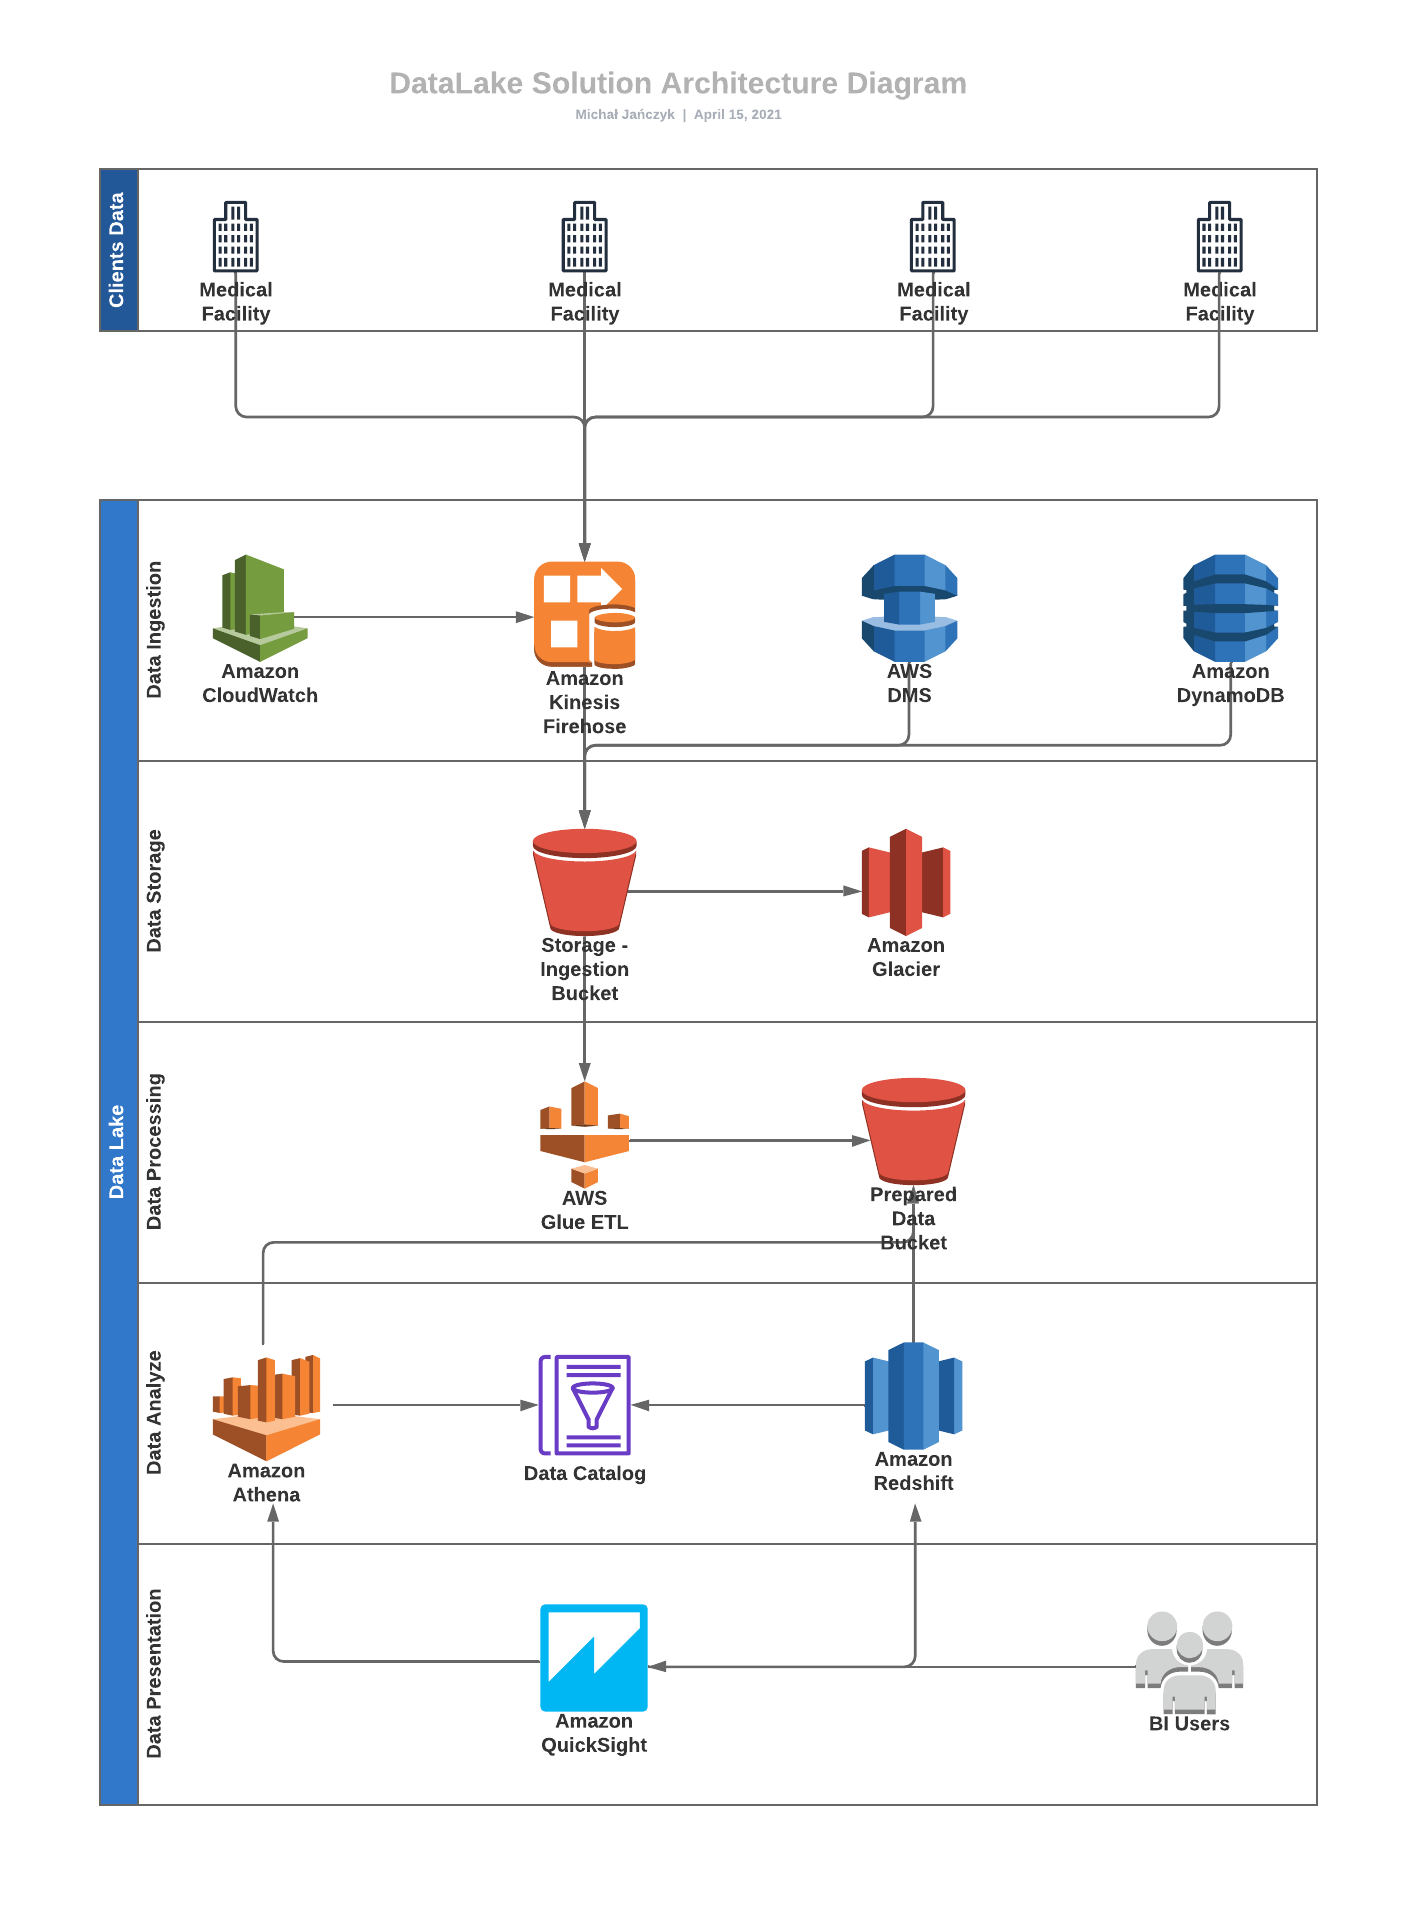 DataLake Solution Architecture Diagram
Michał Jańczyk | April 15, 2021
Clients Data
Medical
Facility
Medical
Facility
Medical
Facility
Medical
Facility
Data Lake
Data Ingestion
Amazon
CloudWatch
Amazon
Kinesis
Firehose
AWS
DMS
Amazon
DynamoDB
Data Storage
Storage -
Ingestion
Bucket
Amazon
Glacier
Data Processing
AWS
Glue ETL
Prepared
Data
Bucket
Data Analyze
Amazon
Athena
Data Catalog
Amazon
Redshift
Data Presentation
Amazon
QuickSight
BI Users